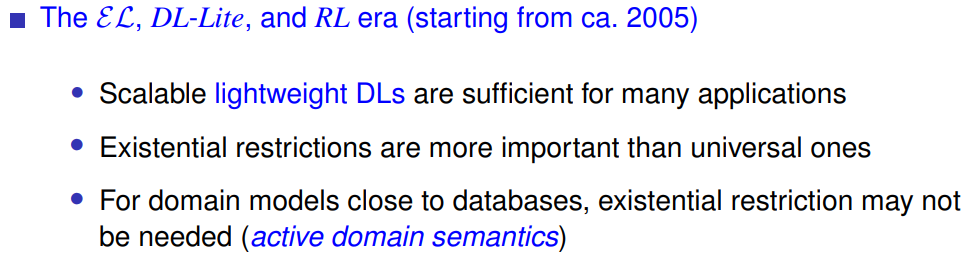 ■ The ℰℒ, DL-Lite, and RL era (starting from ca. 2005)
• Scalable lightweight DLs are sufficient for many applications
• Existential restrictions are more important than universal ones
• For domain models close to databases, existential restriction may not
be needed (active domain semantics)